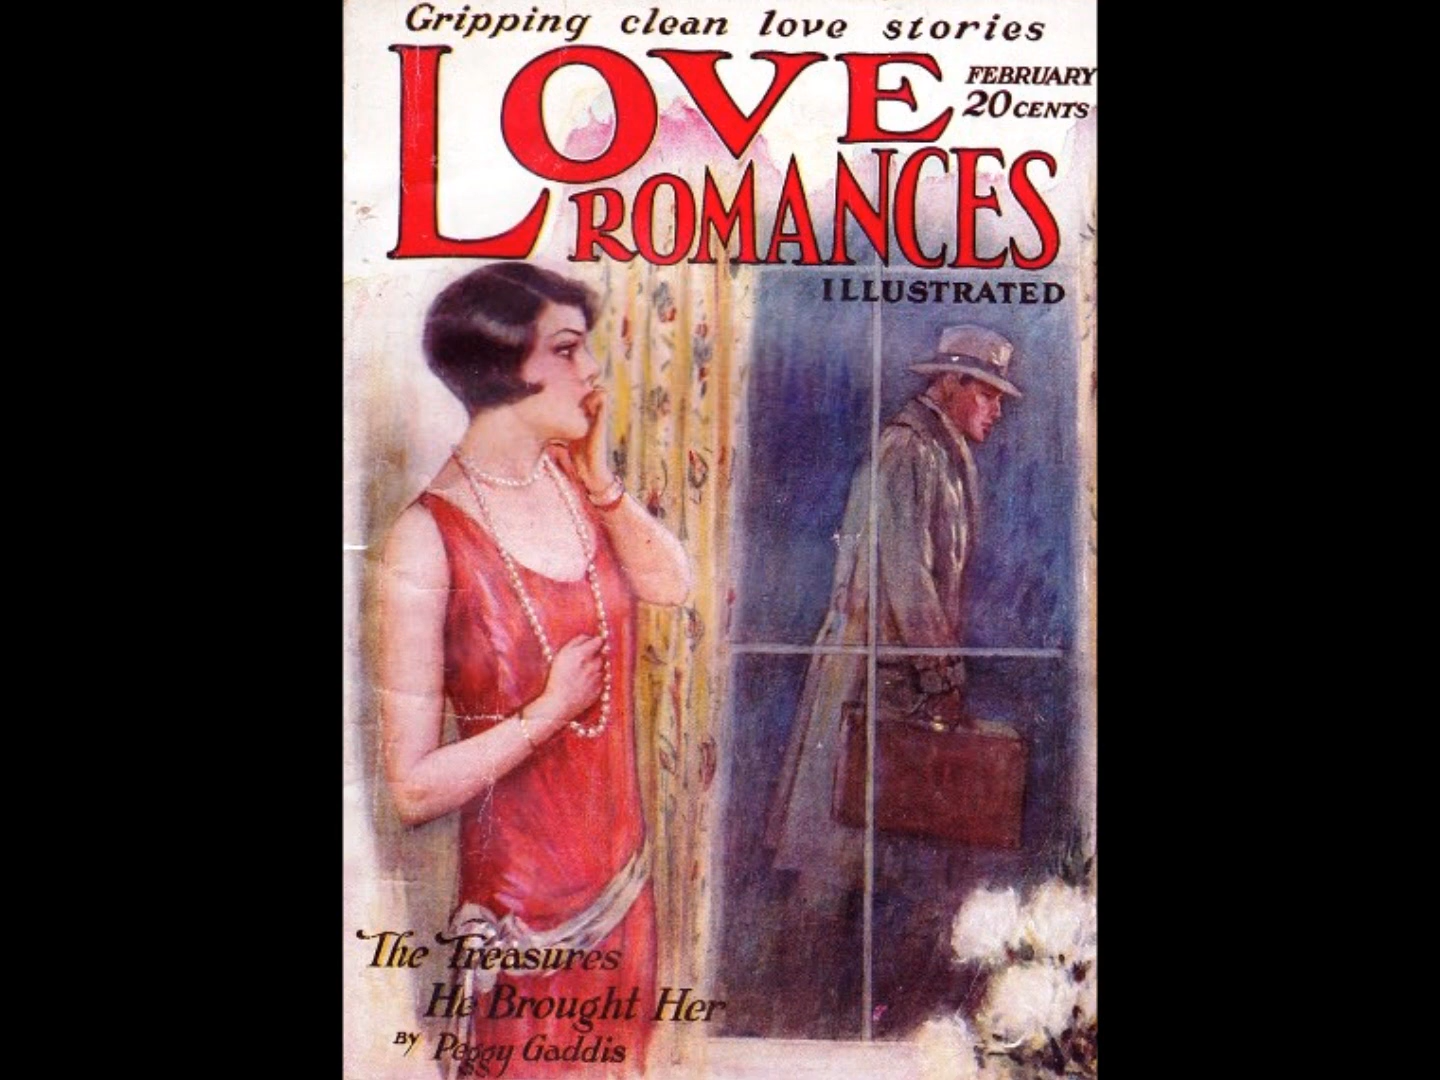 Gripping clean love stories
LOVE
FEBRUARY
20 CENTS
ROMANCES
ILLUSTRATED
The Treasures
He Brought Her
BY Peggy Gaddis